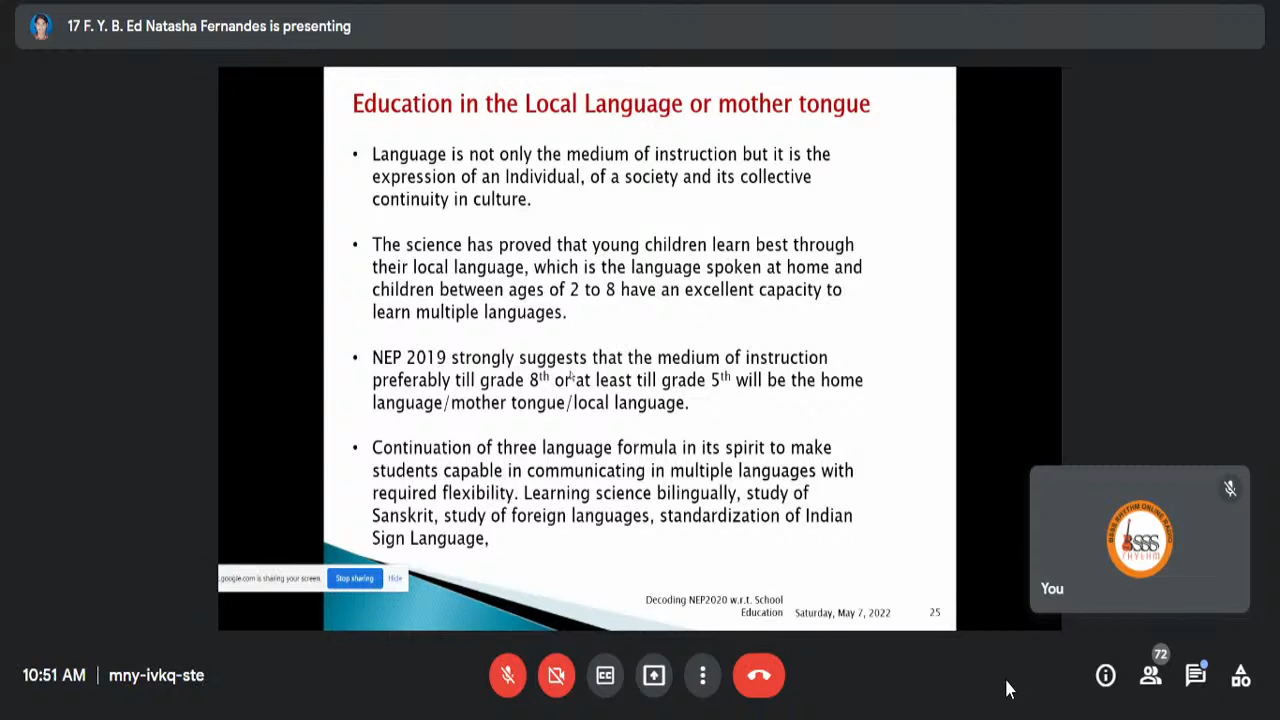 17 F. Y. B. Ed Natasha Fernandes is presenting
Education in the Local Language or mother tongue
• Language is not only the medium of instruction but it is the
expression of an Individual, of a society and its collective
continuity in culture.
• The science has proved that young children learn best through
their local language, which is the language spoken at home and
children between ages of 2 to 8 have an excellent capacity to
learn multiple languages.
• NEP 2019 strongly suggests that the medium of instruction
preferably till grade 8th or at least till grade 5th will be the home
language/mother tongue/local language.
• Continuation of three language formula in its spirit to make
students capable in communicating in multiple languages with
required flexibility. Learning science bilingually, study of
Sanskrit, study of foreign languages, standardization of Indian
Sign Language,
.google.com is sharing your screen. Stop sharing Hide
Decoding NEP2020 w.r.t. School
Education Saturday, May 7, 2022 25
BSSS RHYTHM ONLINE RADIO
BSSS
RHYTHM
You
10:51 AM | mny-ivkq-ste
CC
72